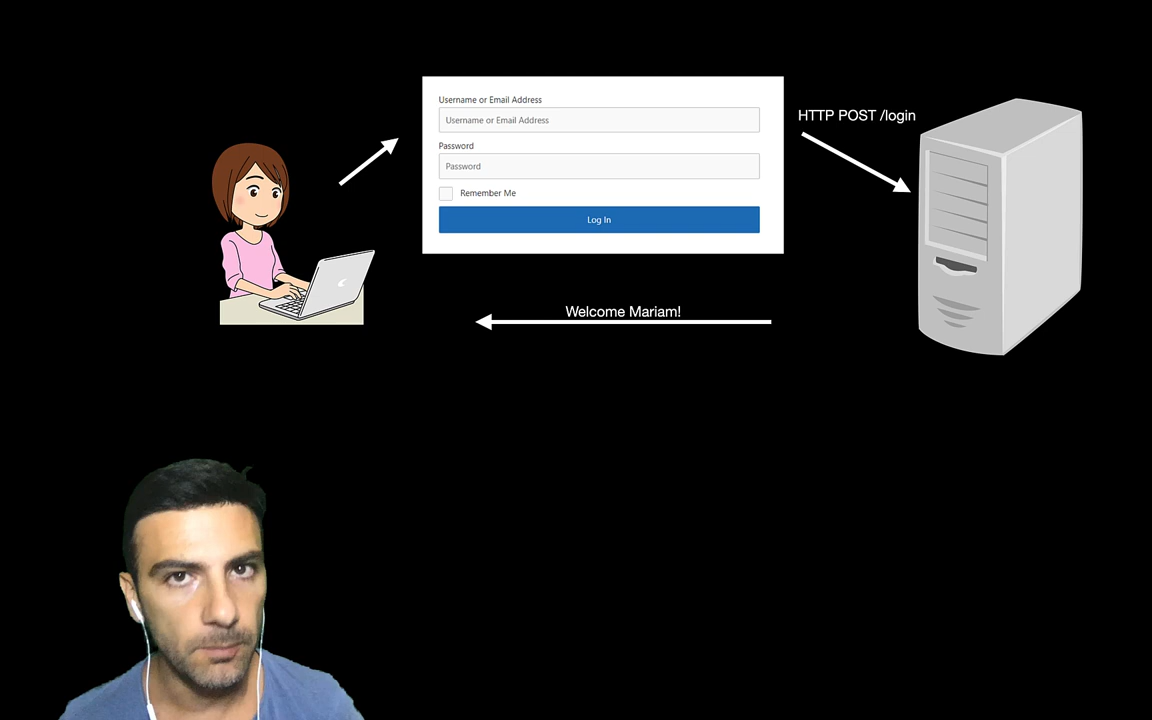 Username or Email Address
Username or Email Address
Password
Password
Remember Me
Log In
HTTP POST /login
Welcome Mariam!